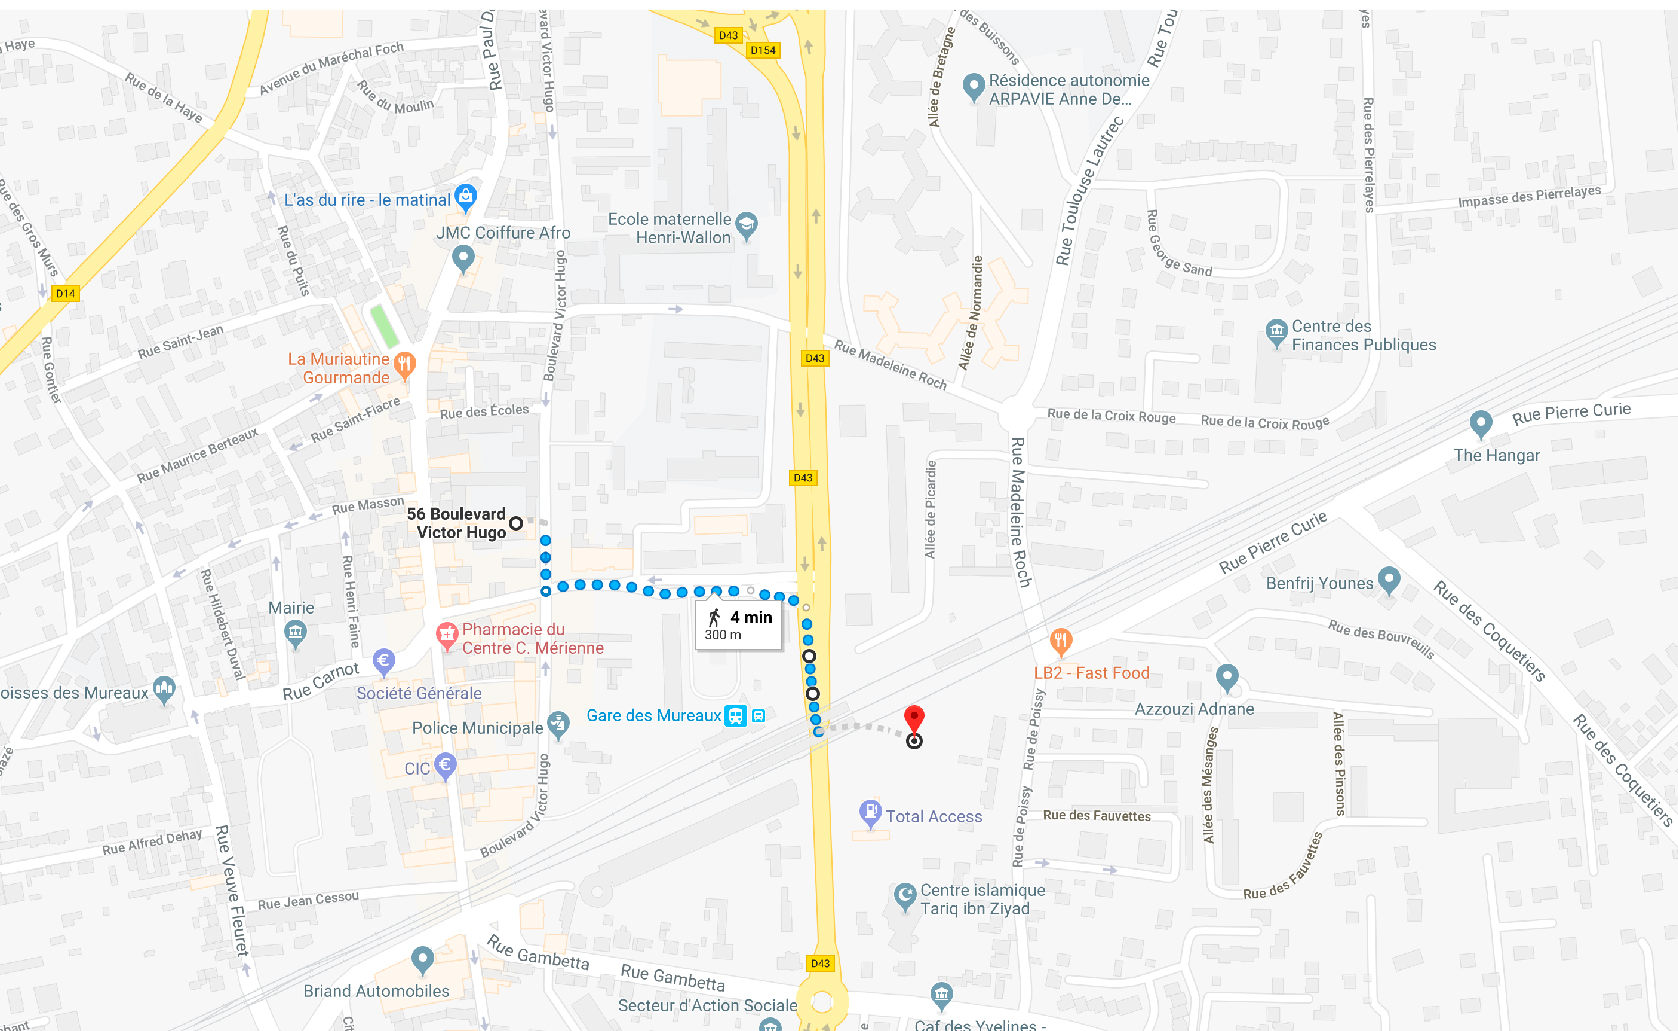 D43
D154
des Buissons
Rue Tou
yes
Haye
Avenue du Maréchal Foch
Rue Paul D
evard Victor Hugo
Rue de la Haye
Rue du Moulin
Allée de Bretagne
Résidence autonomie
ARPAVIE Anne De...
Rue Toulouse Lautrec
Rue des Pierrelayes
Impasse des Pierrelayes
Rue des Gros Murs
L'as du rire - le matinal
JMC Coiffure Afro
Ecole maternelle
Henri-Wallon
Rue George Sand
Rue du Puits
Boulevard Victor Hugo
Allée de Normandie
D14
Rue Saint-Jean
Centre des
Finances Publiques
La Muriautine
Gourmande
D43
Rue Madeleine Roch
Rue Gontier
Rue Saint-Fiacre
Rue des Écoles
Rue de la Croix Rouge
Rue de la Croix Rouge
Rue Pierre Curie
The Hangar
Rue Maurice Berteaux
D43
Rue Madeleine Roch
Allée de Picardie
Rue Masson
56 Boulevard
Victor Hugo
Rue Pierre Curie
Rue Hildebert Duval
Rue Henri Faine
Benfrij Younes
Rue des Coquetiers
Mairie
4 min
300 m
Pharmacie du
Centre C. Mérienne
Rue des Bouvreuils
Rue Carnot
LB2 - Fast Food
oisses des Mureaux
Société Générale
Azzouzi Adnane
Gare des Mureaux
Police Municipale
Rue de Poissy
Allée des Mésanges
Allée des Pinsons
Rue des Coquetiers
CIC
Boulevard Victor Hugo
Total Access
Rue des Fauvettes
Rue de Poissy
Rue Alfred Dehay
Rue Veuve Fleuret
Rue des Fauvettes
Rue Jean Cessou
Centre islamique
Tariq ibn Ziyad
Rue Gambetta
Rue Gambetta
D43
Briand Automobiles
Secteur d'Action Sociale
Caf des Yvelines -